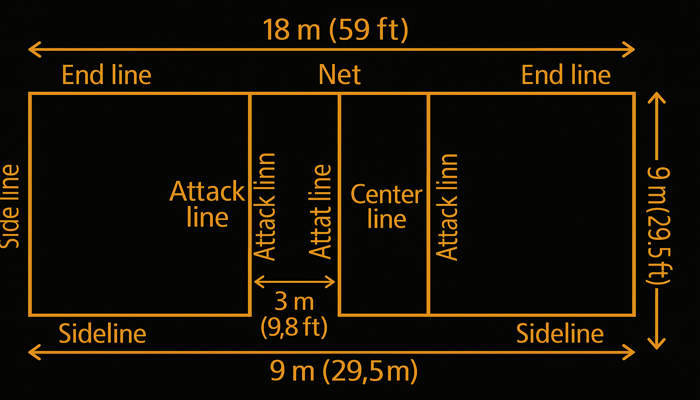 18 m (59 ft)
End line
Net
End line
Side line
Attack
line
Attack linn
Attat line
Center
line
Attack linn
9 m (29.5 ft)
3 m
(9,8 ft)
Sideline
Sideline
9 m (29,5m)